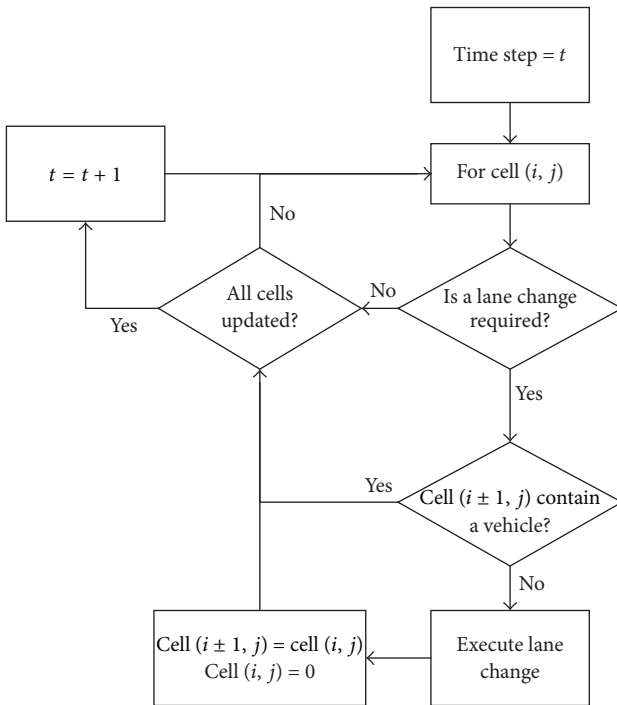 Time step = t
t = t + 1
For cell (i, j)
No
All cells
updated?
No
Is a lane change
required?
Yes
Yes
Yes
Cell (i ± 1, j) contain
a vehicle?
No
Cell (i ± 1, j) = cell (i, j)
Cell (i, j) = 0
Execute lane
change